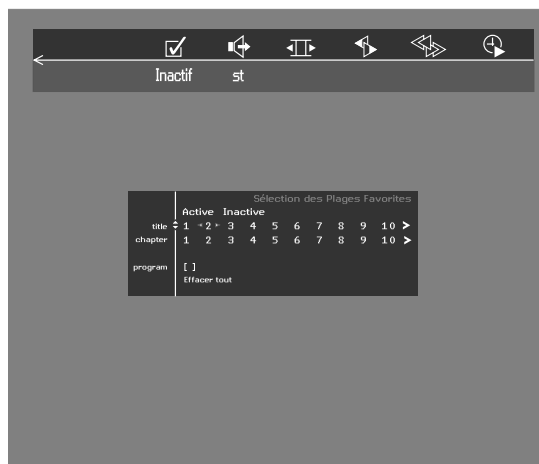 Inactif st
Sélection des Plages Favorites
Active Inactive
title 1 2 3 4 5 6 7 8 9 10 >
chapter 1 2 3 4 5 6 7 8 9 10 >
program [ ]
Effacer tout